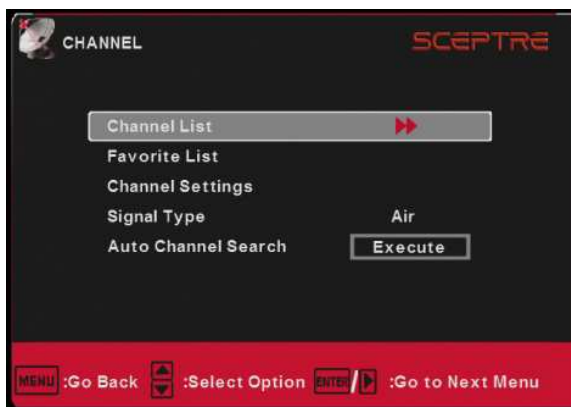 CHANNEL SCEPTRE
Channel List
Favorite List
Channel Settings
Signal Type Air
Auto Channel Search Execute
MENU :Go Back :Select Option ENTER / :Go to Next Menu